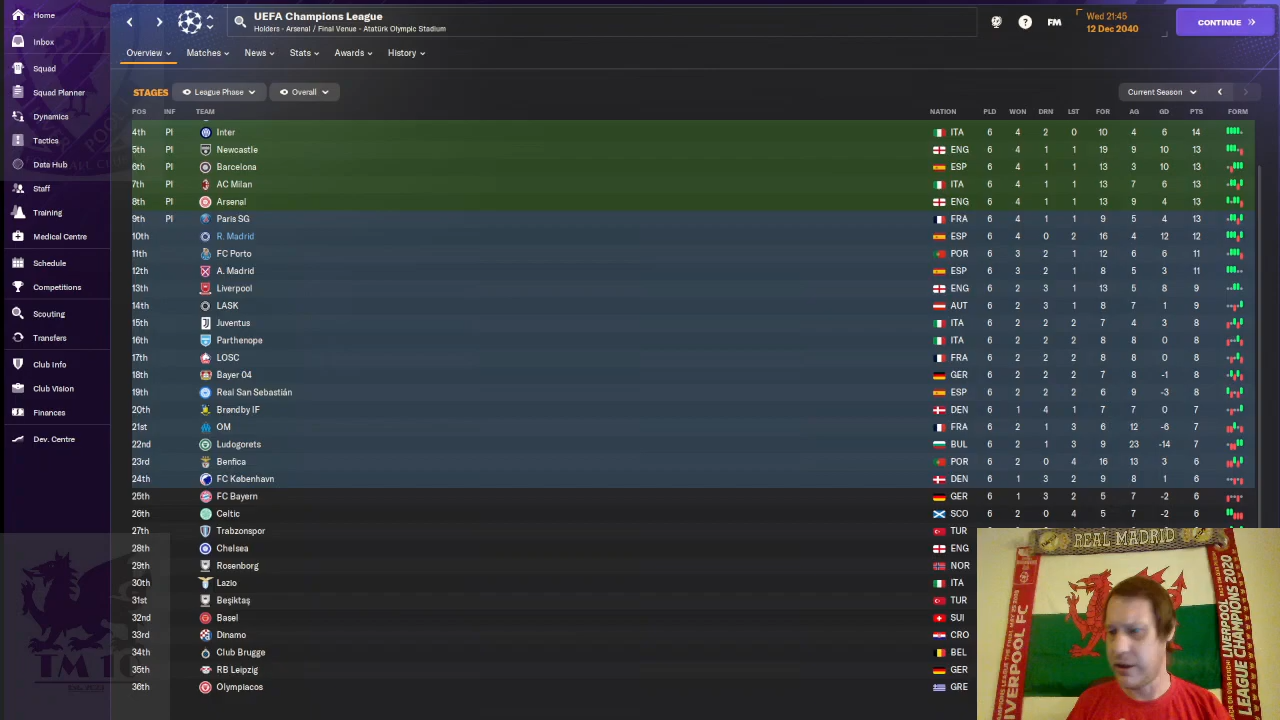 Home
Inbox
Squad
Squad Planner
Dynamics
Tactics
Data Hub
Staff
Training
Medical Centre
Schedule
Competitions
Scouting
Transfers
Club Info
Club Vision
Finances
Dev. Centre
UEFA Champions League
Holders - Arsenal / Final Venue - Atatürk Olympic Stadium
FM
Wed 21:45
12 Dec 2040
CONTINUE
Overview Matches News Stats Awards History
STAGES League Phase Overall Current Season
POS INF TEAM NATION PLD WON DRN LST FOR AG GD PTS FORM
4th PI Inter ITA 6 4 2 0 10 4 6 14
5th PI Newcastle ENG 6 4 1 1 19 9 10 13
6th PI Barcelona ESP 6 4 1 1 13 3 10 13
7th PI AC Milan ITA 6 4 1 1 13 7 6 13
8th PI Arsenal ENG 6 4 1 1 13 9 4 13
9th PI Paris SG FRA 6 4 1 1 9 5 4 13
10th R. Madrid ESP 6 4 0 2 16 4 12 12
11th FC Porto POR 6 3 2 1 12 6 6 11
12th A. Madrid ESP 6 3 2 1 8 5 3 11
13th Liverpool ENG 6 2 3 1 13 5 8 9
14th LASK AUT 6 2 3 1 8 7 1 9
15th Juventus ITA 6 2 2 2 7 4 3 8
16th Parthenope ITA 6 2 2 2 8 8 0 8
17th LOSC FRA 6 2 2 2 8 8 0 8
18th Bayer 04 GER 6 2 2 2 7 8 -1 8
19th Real San Sebastián ESP 6 2 2 2 6 9 -3 8
20th Brøndby IF DEN 6 1 4 1 7 7 0 7
21st OM FRA 6 2 1 3 6 12 -6 7
22nd Ludogorets BUL 6 2 1 3 9 23 -14 7
23rd Benfica POR 6 2 0 4 16 13 3 6
24th FC København DEN 6 1 3 2 9 8 1 6
25th FC Bayern GER 6 1 3 2 5 7 -2 6
26th Celtic SCO 6 2 0 4 5 7 -2 6
27th Trabzonspor TUR
28th Chelsea ENG
29th Rosenborg NOR
30th Lazio ITA
31st Beşiktaş TUR
32nd Basel SUI
33rd Dinamo CRO
34th Club Brugge BEL
35th RB Leipzig GER
36th Olympiacos GRE
TM 10
REAL MADRID
LIVERPOOL FC
LIVERPOOL
LEAGUE CHAMPIONS 2020